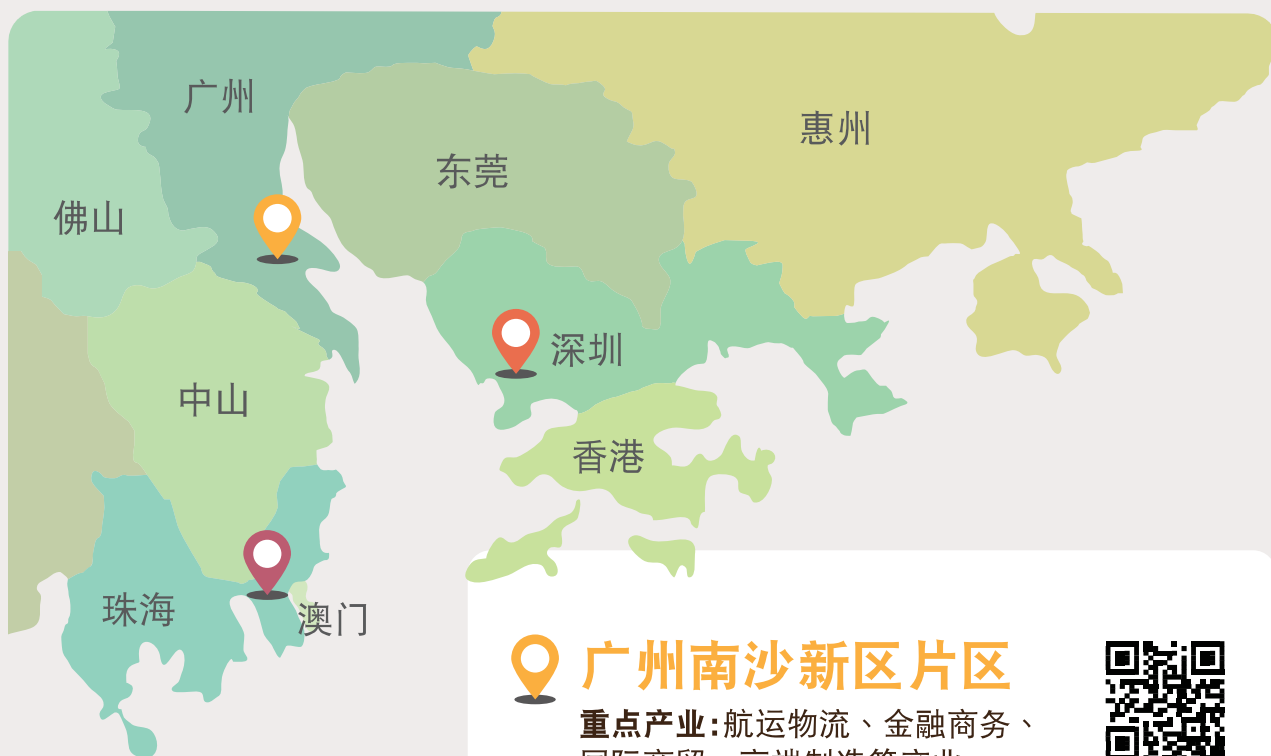 广州
惠州
东莞
佛山
深圳
中山
香港
珠海
澳门
广州南沙新区片区
重点产业:航运物流、金融商务、